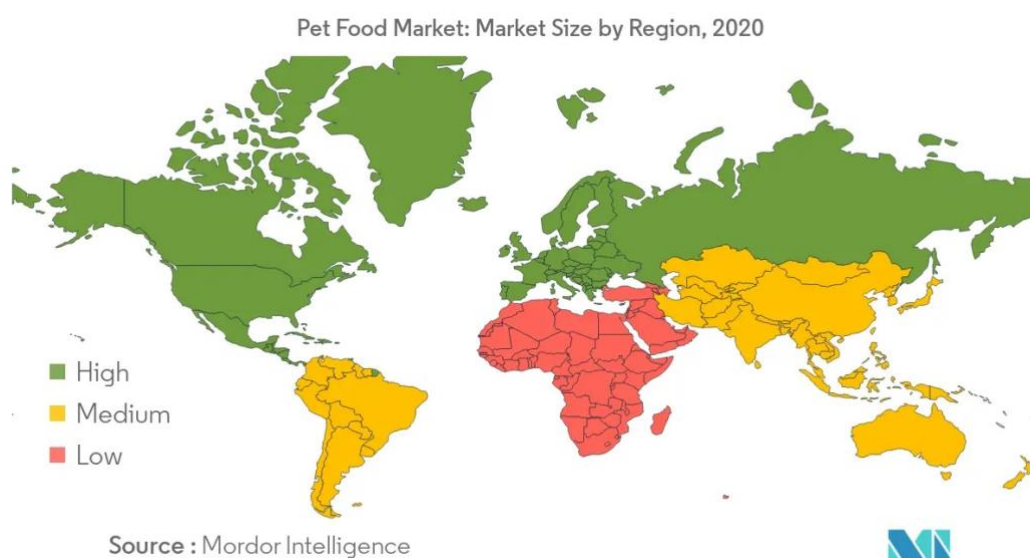 Pet Food Market: Market Size by Region, 2020
High
Medium
Low
Source : Mordor Intelligence